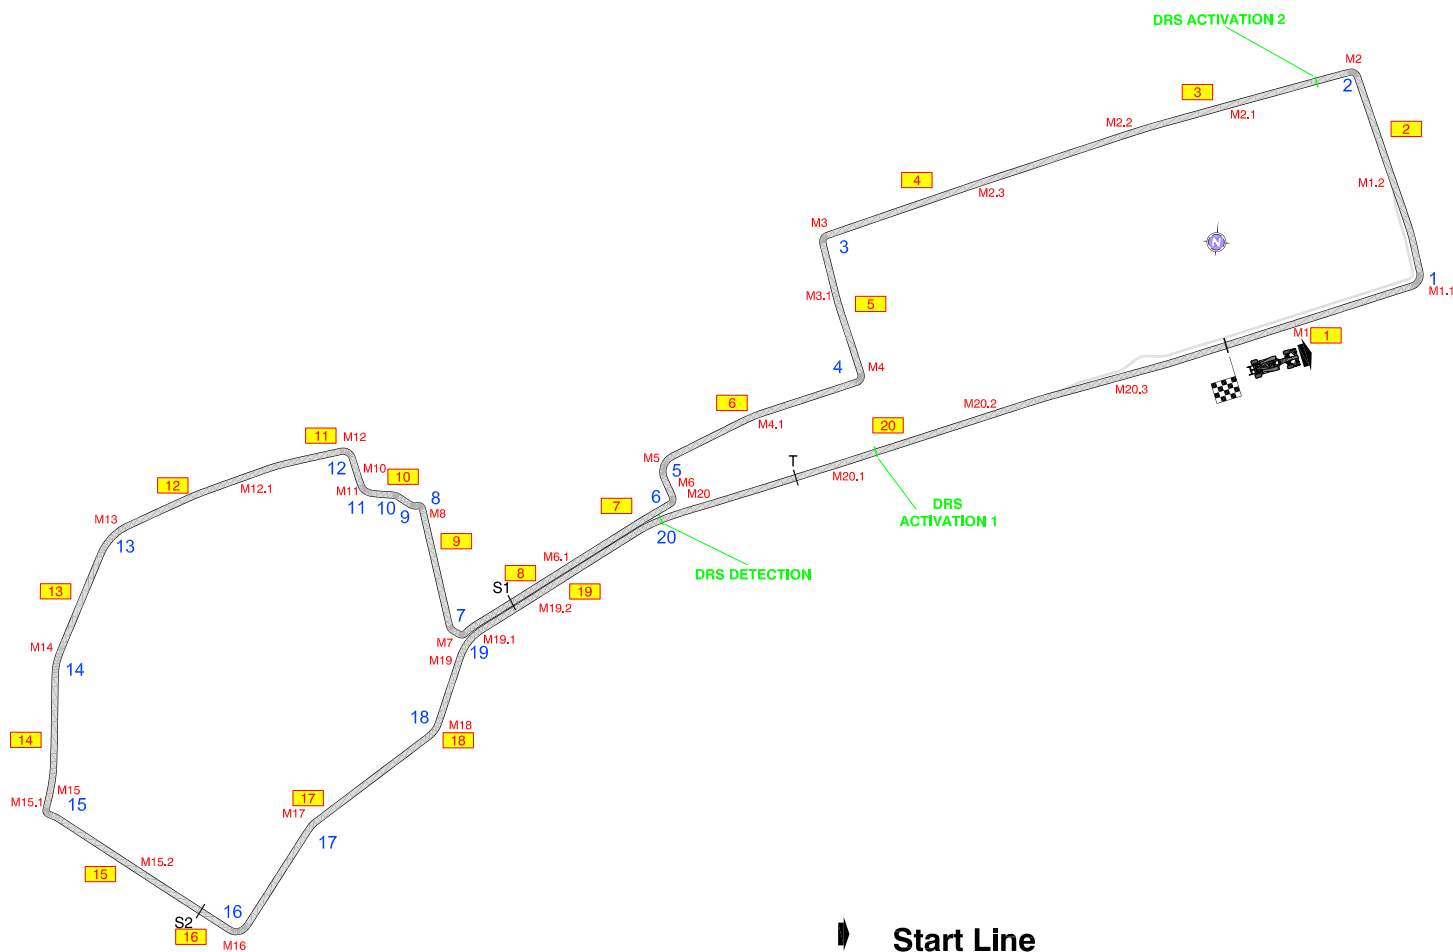 DRS ACTIVATION 2
M2
2
3
M2.1
M2.2
2
4
M2.3
M1.2
M3
3
N
1
M1.1
M3.1
5
M1
1
4
M4
M20.3
6
M4.1
M20.2
20
11
M12
12
M10
10
M11
10
9
8
M8
M5
5
M6
6
M20
T
M20.1
DRS
ACTIVATION 1
12
M12.1
M13
13
7
20
DRS DETECTION
9
M6.1
8
S1
19
M19.2
13
7
M7
M19.1
19
M19
M14
14
18
M18
18
14
M15
M15.1
15
17
M17
17
M15.2
15
16
S2
16
M16
Start Line